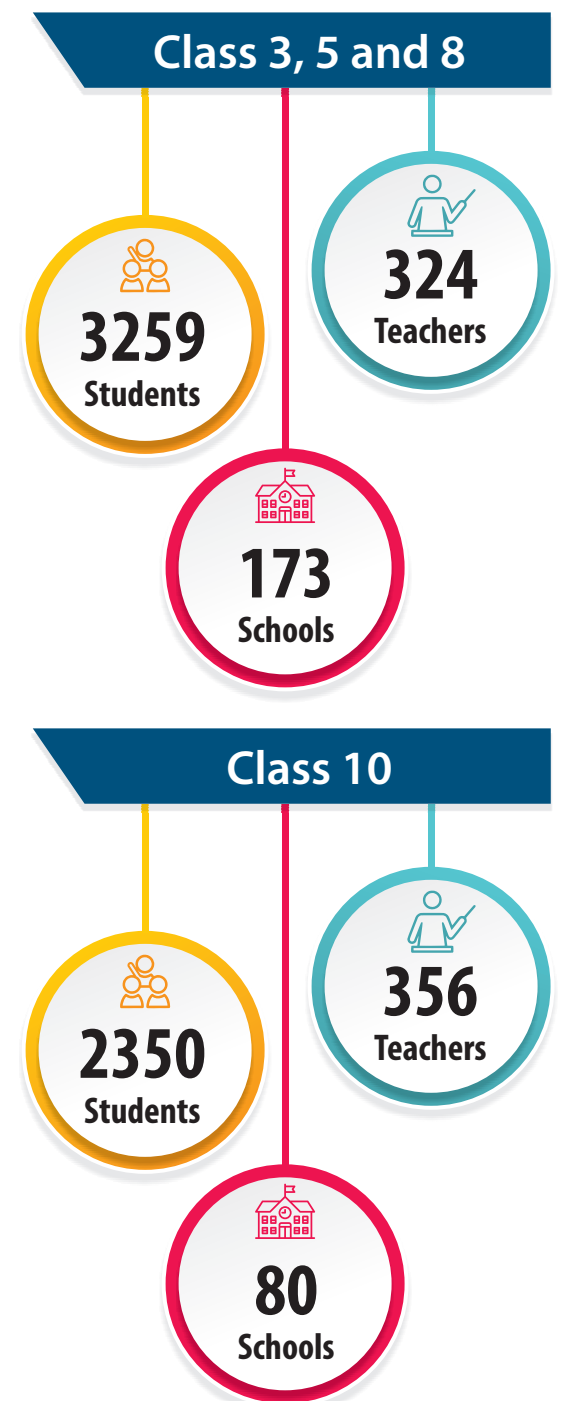 Class 3, 5 and 8
3259
Students
324
Teachers
173
Schools
Class 10
2350
Students
356
Teachers
80
Schools